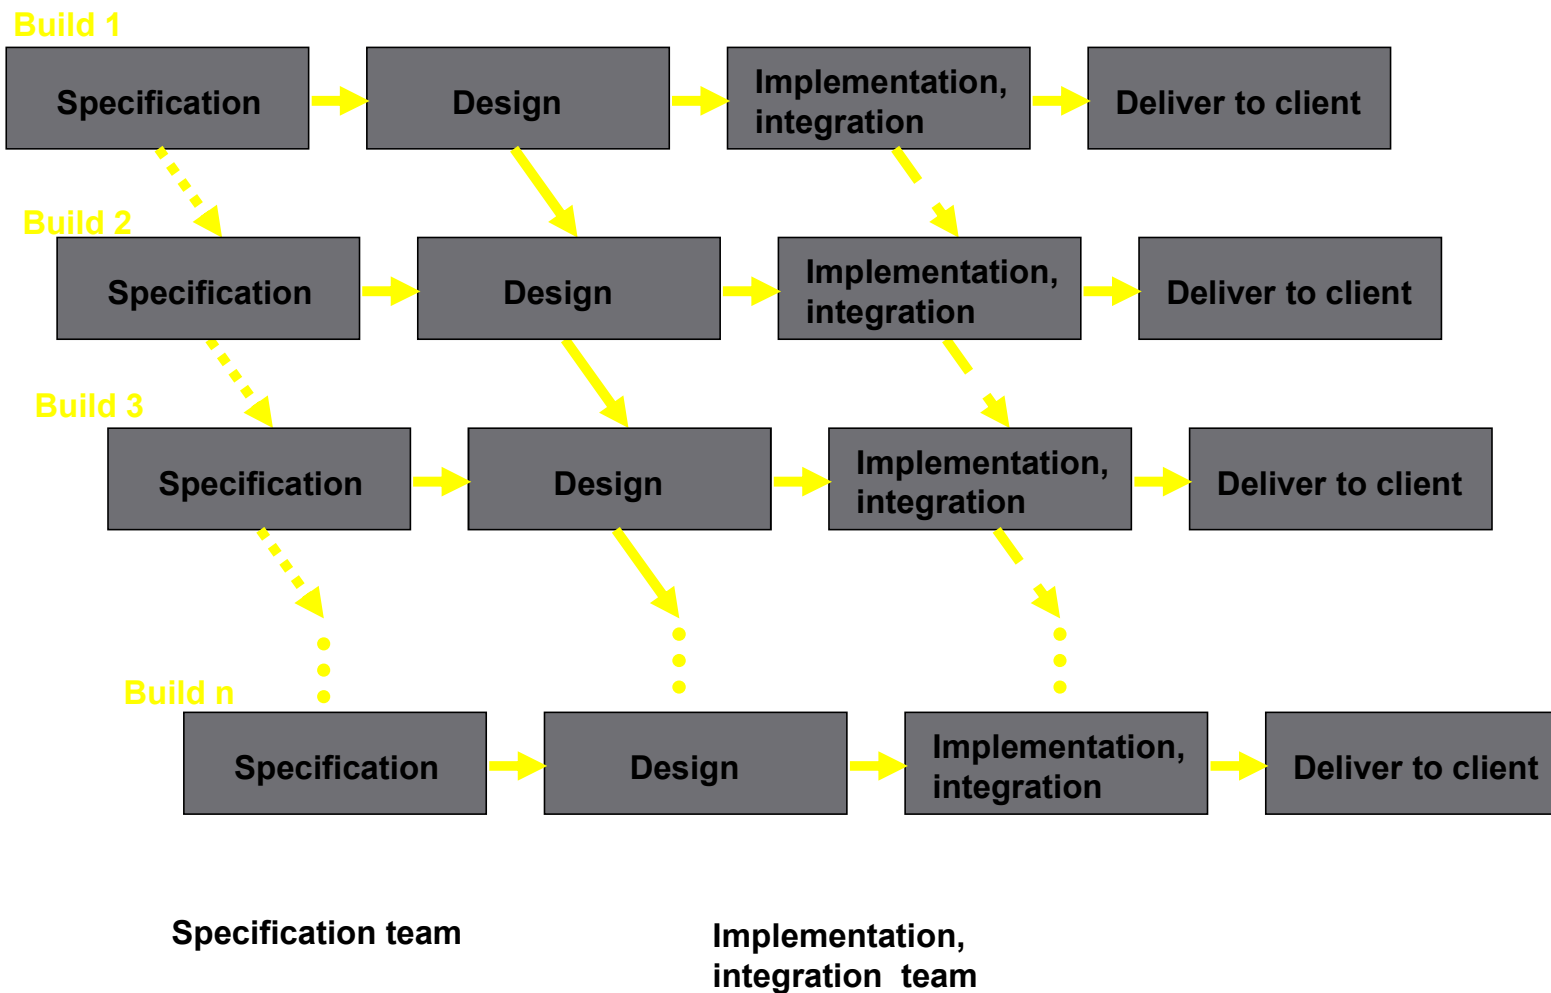 Build 1
Specification
Design
Implementation,
integration
Deliver to client
Build 2
Specification
Design
Implementation,
integration
Deliver to client
Build 3
Specification
Design
Implementation,
integration
Deliver to client
Build n
Specification
Design
Implementation,
integration
Deliver to client
Specification team
Implementation,
integration team